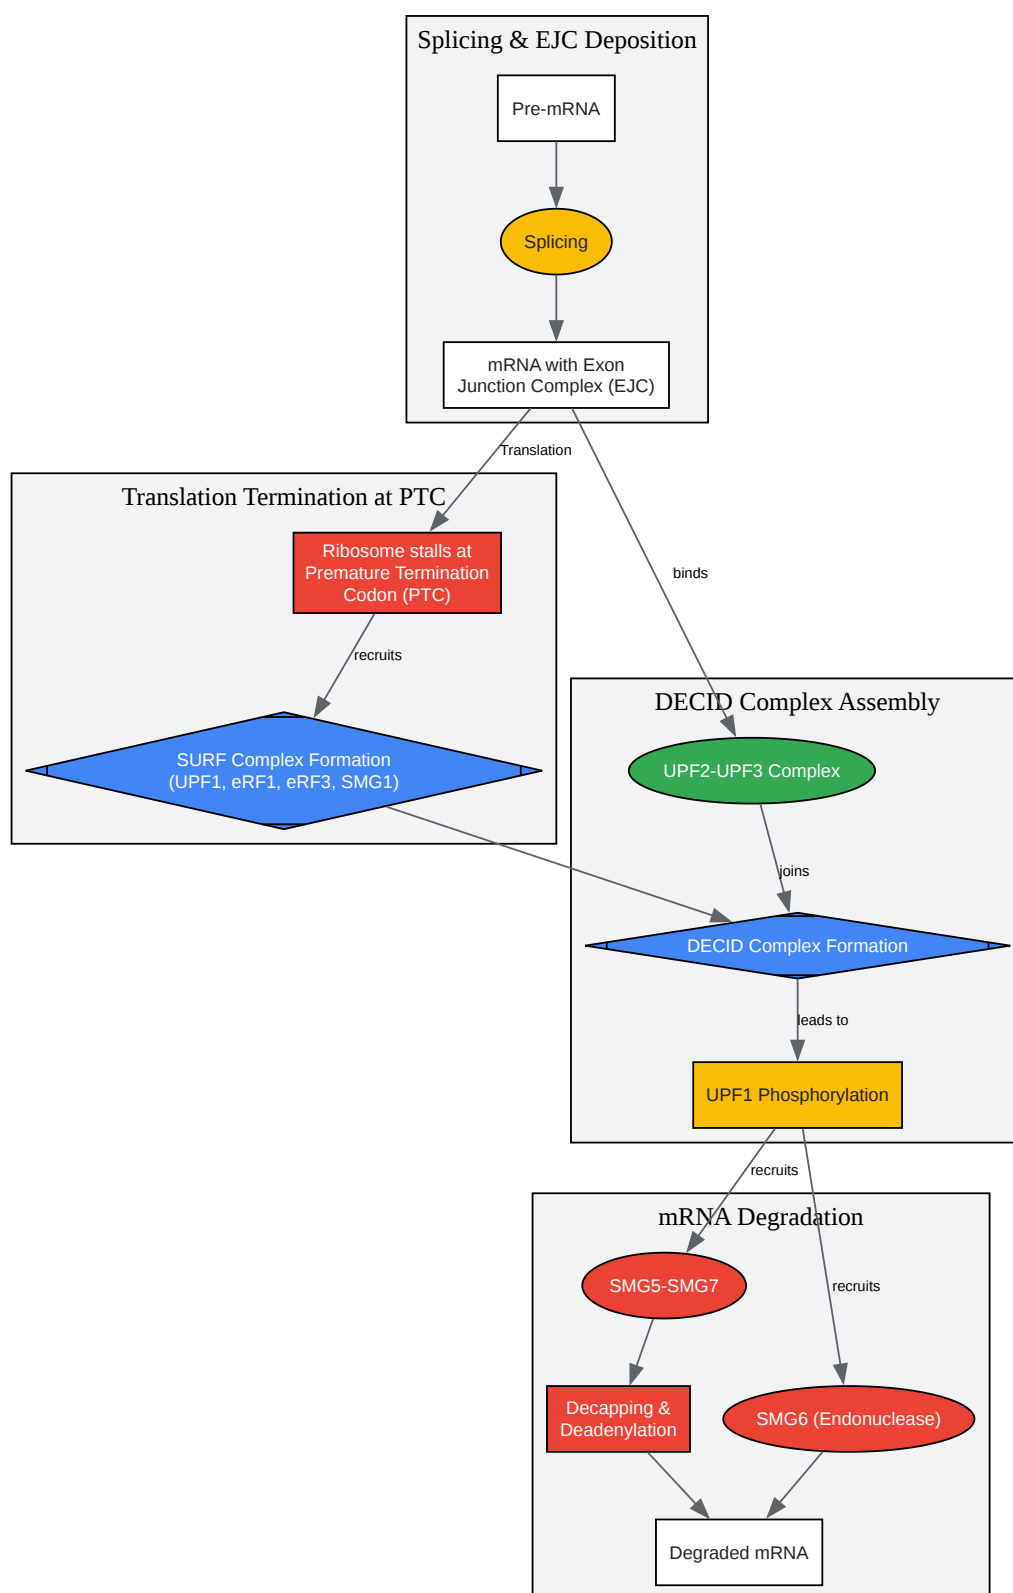 Splicing & EJC Deposition
Pre-mRNA
Splicing
mRNA with Exon
Junction Complex (EJC)
Translation
Translation Termination at PTC
Ribosome stalls at
Premature Termination
Codon (PTC)
binds
recruits
DECID Complex Assembly
SURF Complex Formation
(UPF1, eRF1, eRF3, SMG1)
UPF2-UPF3 Complex
joins
DECID Complex Formation
leads to
UPF1 Phosphorylation
recruits
mRNA Degradation
SMG5-SMG7
recruits
Decapping &
Deadenylation
SMG6 (Endonuclease)
Degraded mRNA